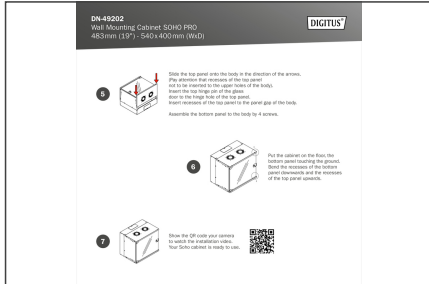 DN-49202
Wall Mounting Cabinet SOHO PRO
483 mm (19") - 540 x 400 mm (WxD)
DIGITUS®
5
Slide the top panel onto the body in the direction of the arrows.
(Pay attention that recesses of the top panel
not to be inserted to the upper holes of the body).
Insert the top hinge pin of the glass
door to the hinge hole of the top panel.
Insert recesses of the top panel to the panel gap of the body.
Assemble the bottom panel to the body by 4 screws.
6
Put the cabinet on the floor, the
bottom panel touching the ground.
Bend the recesses of the bottom
panel downwards and the recesses
of the top panel upwards.
7
Show the QR code your camera
to watch the installation video.
Your Soho cabinet is ready to use.